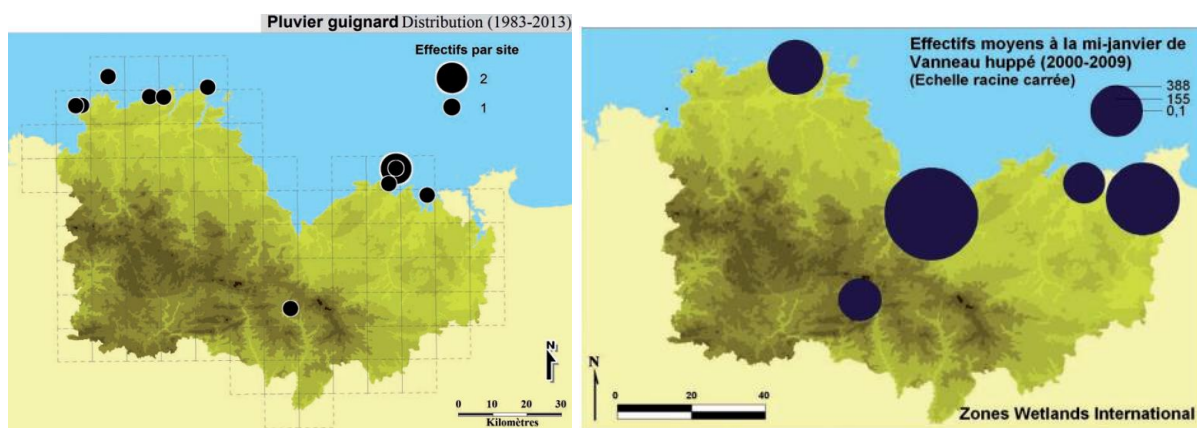 Pluvier guignard Distribution (1983-2013)
Effectifs par site
2
1
N
0 10 20 30
Kilomètres
Effectifs moyens à la mi-janvier de
Vanneau huppé (2000-2009)
(Echelle racine carrée)
388
155
0,1
N
0 20 40
Zones Wetlands International